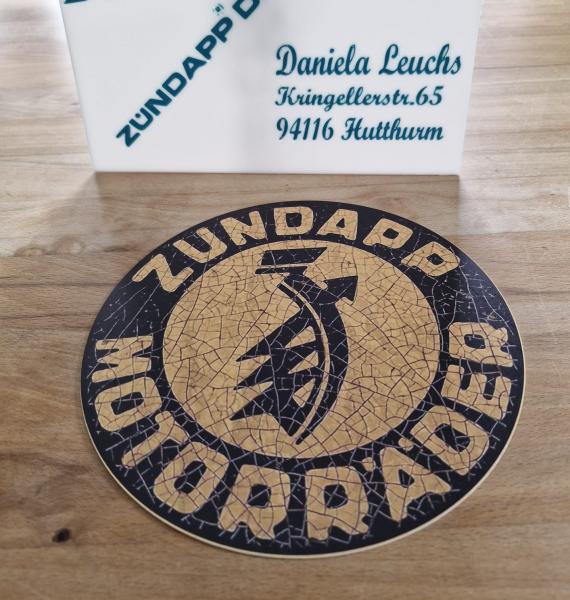 ZÜNDAPP D
Daniela Leuchs
Kringellerstr.65
94116 Hutthurm
ZÜNDAPP
MOTORRÄDER